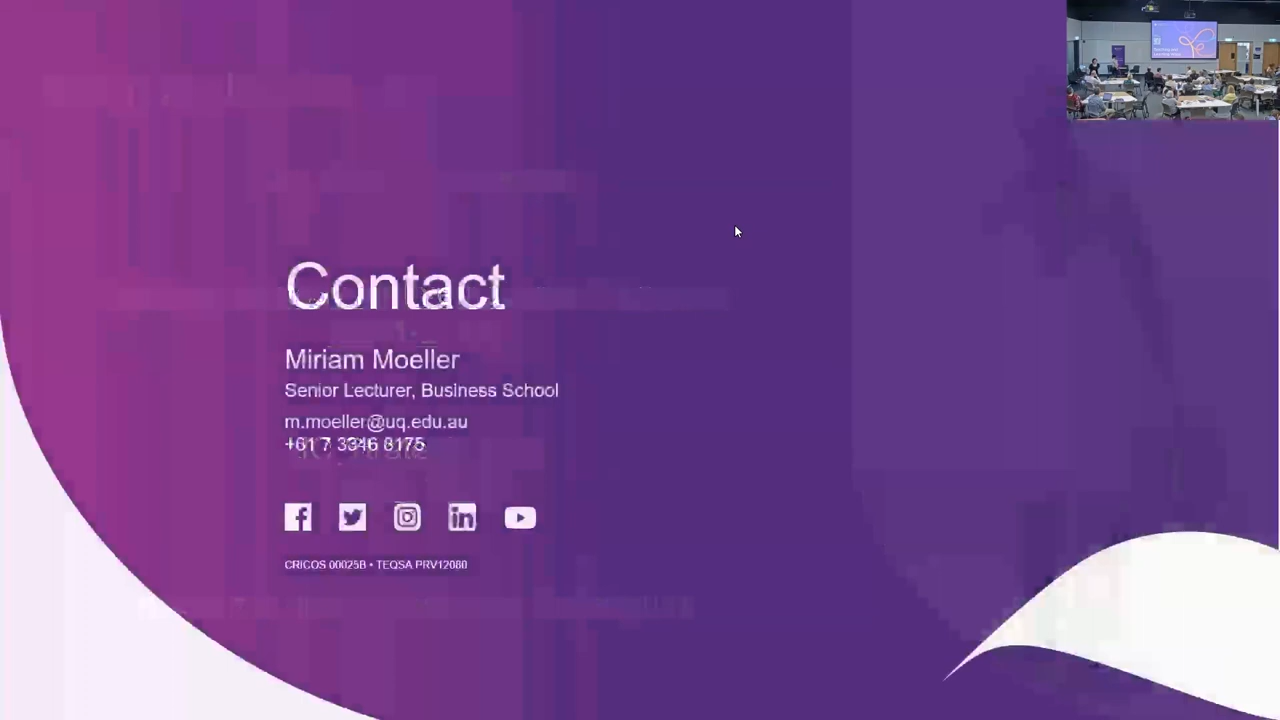 Contact
Miriam Moeller
Senior Lecturer, Business School
m.moeller@uq.edu.au
+61 7 3346 8175
CRICOS 00025B • TEQSA PRV12080